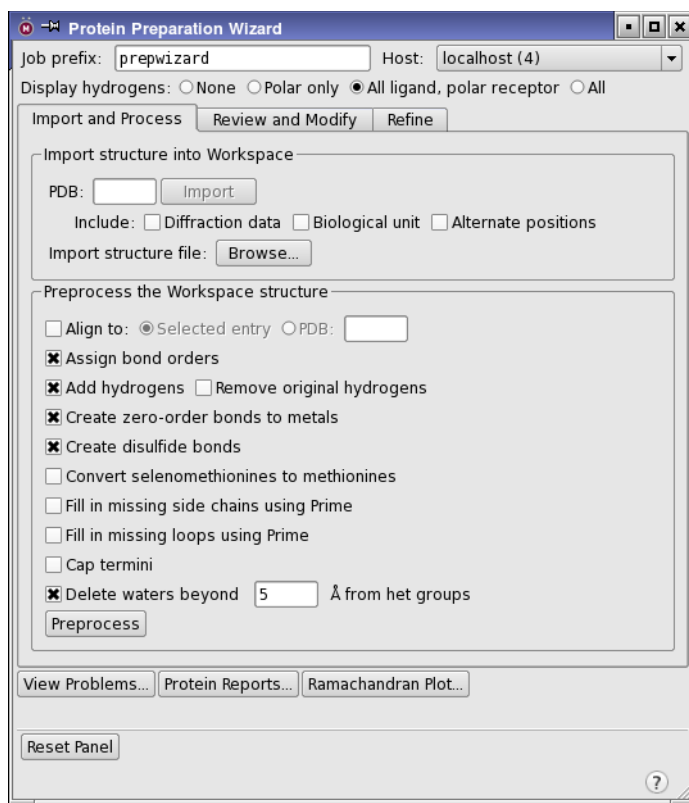 Protein Preparation Wizard
Job prefix: prepwizard Host: localhost (4)
Display hydrogens: None Polar only All ligand, polar receptor All
Import and Process Review and Modify Refine
Import structure into Workspace
PDB: Import
Include: Diffraction data Biological unit Alternate positions
Import structure file: Browse...
Preprocess the Workspace structure
Align to: Selected entry PDB:
Assign bond orders
Add hydrogens Remove original hydrogens
Create zero-order bonds to metals
Create disulfide bonds
Convert selenomethionines to methionines
Fill in missing side chains using Prime
Fill in missing loops using Prime
Cap termini
Delete waters beyond 5 Å from het groups
Preprocess
View Problems... Protein Reports... Ramachandran Plot...
Reset Panel
?